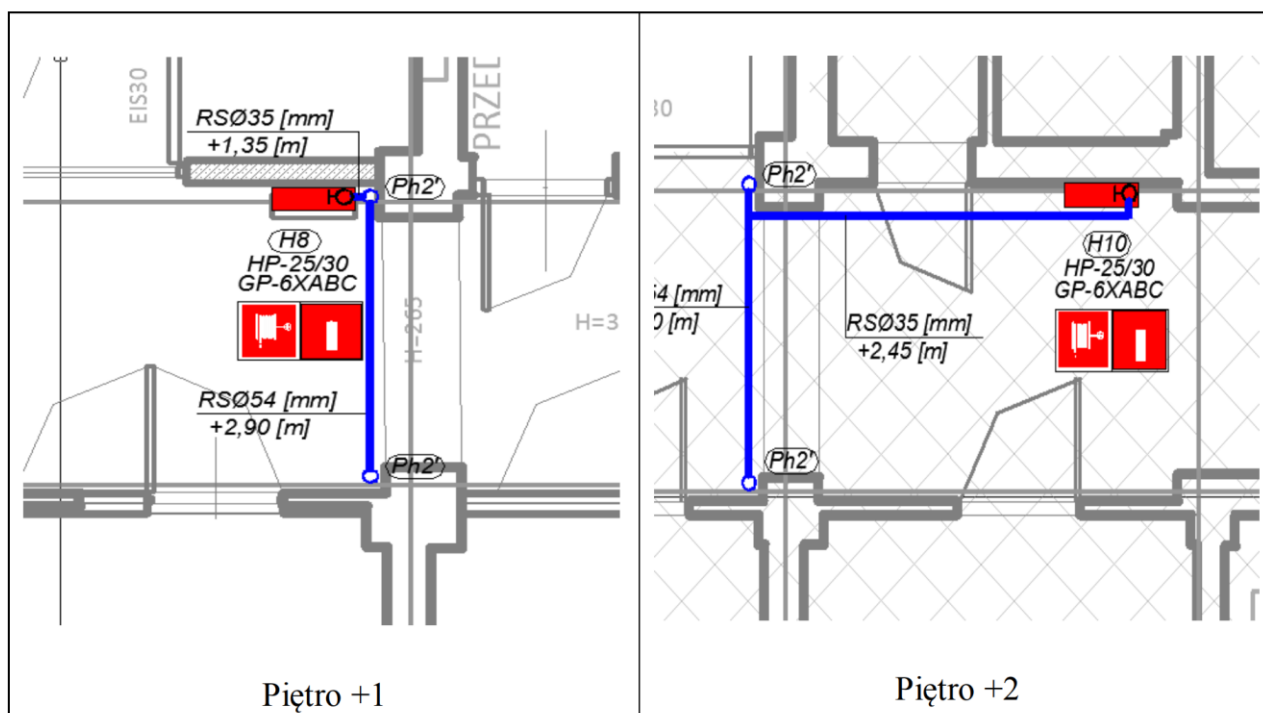 EIS30
RSØ35 [mm]
+1,35 [m]
PRZED
Ph2'
H8
HP-25/30
GP-6XABC
H=265
H=3
RSØ54 [mm]
+2,90 [m]
Ph2'
Piętro +1
30
Ph2'
H10
HP-25/30
GP-6XABC
54 [mm]
0 [m]
RSØ35 [mm]
+2,45 [m]
Ph2'
Piętro +2